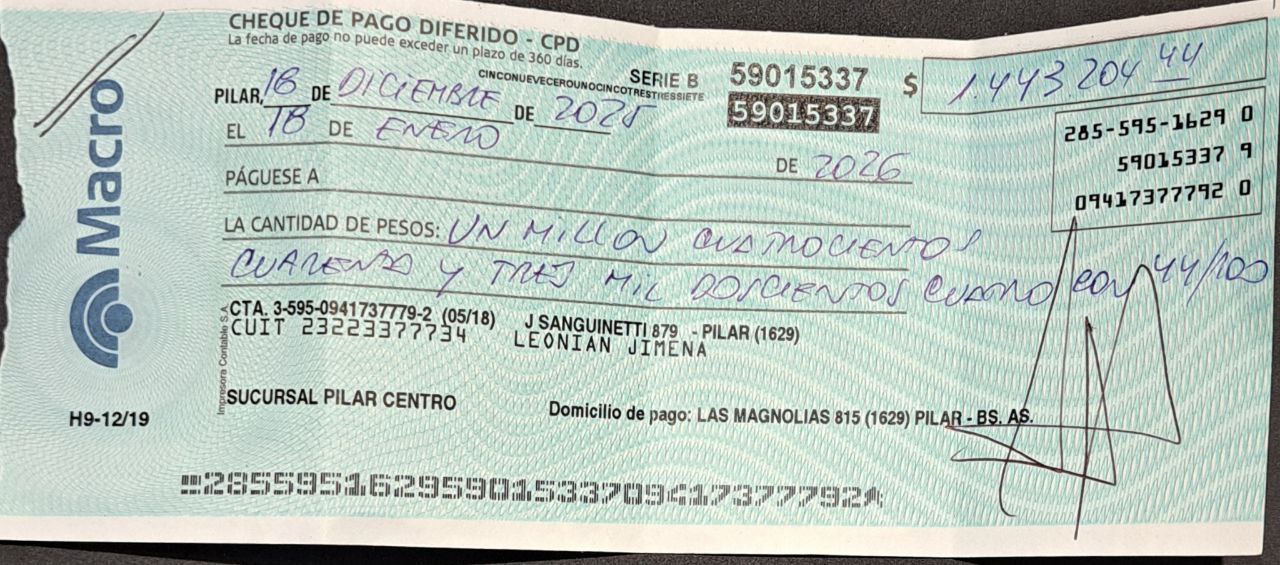 CHEQUE DE PAGO DIFERIDO - CPD
La fecha de pago no puede exceder un plazo de 360 días.
CINCONUEVECEROUNOCINCOTRESTRESSIETE
SERIE B
59015337
59015337
$ 1.443.204 44
PILAR, 18 DE DICIEMBRE DE 2025
EL 18 DE ENERO DE 2026
285-595-1629 0
59015337 9
09417377792 0
PÁGUESE A
LA CANTIDAD DE PESOS: UN MILLON CUATROCIENTOS
CUARENTA Y TRES MIL DOSCIENTOS CUATRO CON 44/100
CTA. 3-595-0941737779-2 (05/18) J SANGUINETTI 879 - PILAR (1629)
CUIT 23223377734 LEONIAN JIMENA
SUCURSAL PILAR CENTRO
Domicilio de pago: LAS MAGNOLIAS 815 (1629) PILAR - BS. AS.
Macro
H9-12/19
Impresora Contable S.A.
28559516295901533709417377792